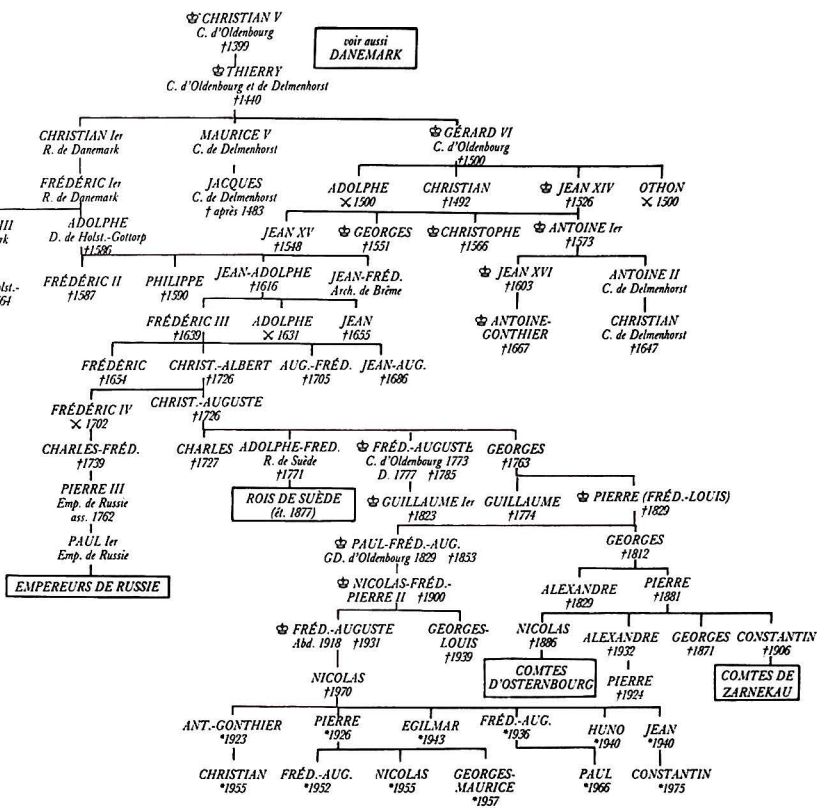 CHRISTIAN V
C. d'Oldenbourg
†1399
voir aussi
DANEMARK
THIERRY
C. d'Oldenbourg et de Delmenhorst
†1440
CHRISTIAN Ier
R. de Danemark
MAURICE V
C. de Delmenhorst
GÉRARD VI
C. d'Oldenbourg
†1500
FRÉDÉRIC Ier
R. de Danemark
JACQUES
C. de Delmenhorst
† après 1483
ADOLPHE
⚔ 1500
CHRISTIAN
†1492
JEAN XIV
†1526
OTHON
⚔ 1500
III
rk
ADOLPHE
D. de Holst.-Gottorp
†1586
JEAN XV
†1548
GEORGES
†1551
CHRISTOPHE
†1566
ANTOINE Ier
†1573
olst.-
64
FRÉDÉRIC II
†1587
PHILIPPE
†1590
JEAN-ADOLPHE
†1616
JEAN-FRÉD.
Arch. de Brême
JEAN XVI
†1603
ANTOINE II
C. de Delmenhorst
FRÉDÉRIC III
†1639
ADOLPHE
⚔ 1631
JEAN
†1655
ANTOINE-
GONTHIER
†1667
CHRISTIAN
C. de Delmenhorst
†1647
FRÉDÉRIC
†1654
CHRIST.-ALBERT
†1726
AUG.-FRÉD.
†1705
JEAN-AUG.
†1686
FRÉDÉRIC IV
⚔ 1702
CHRIST.-AUGUSTE
†1726
CHARLES-FRÉD.
†1739
CHARLES
†1727
ADOLPHE-FRED.
R. de Suède
†1771
FRÉD.-AUGUSTE
C. d'Oldenbourg 1773
D. 1777 †1785
GEORGES
†1763
PIERRE III
Emp. de Russie
ass. 1762
ROIS DE SUÈDE
(ét. 1877)
GUILLAUME Ier
†1823
GUILLAUME
†1774
PIERRE (FRÉD.-LOUIS)
†1829
PAUL Ier
Emp. de Russie
PAUL-FRÉD.-AUG.
GD. d'Oldenbourg 1829 †1853
GEORGES
†1812
EMPEREURS DE RUSSIE
NICOLAS-FRÉD.-
PIERRE II †1900
ALEXANDRE
†1829
PIERRE
†1881
FRÉD.-AUGUSTE
Abd. 1918 †1931
GEORGES-
LOUIS
†1939
NICOLAS
†1886
ALEXANDRE
†1932
GEORGES
†1871
CONSTANTIN
†1906
COMTES
D'OSTERNBOURG
COMTES DE
ZARNEKAU
NICOLAS
†1970
PIERRE
†1924
ANT.-GONTHIER
*1923
PIERRE
*1926
EGILMAR
*1943
FRÉD.-AUG.
*1936
HUNO
*1940
JEAN
*1940
CHRISTIAN
*1955
FRÉD.-AUG.
*1952
NICOLAS
*1955
GEORGES-
MAURICE
*1957
PAUL
*1966
CONSTANTIN
*1975